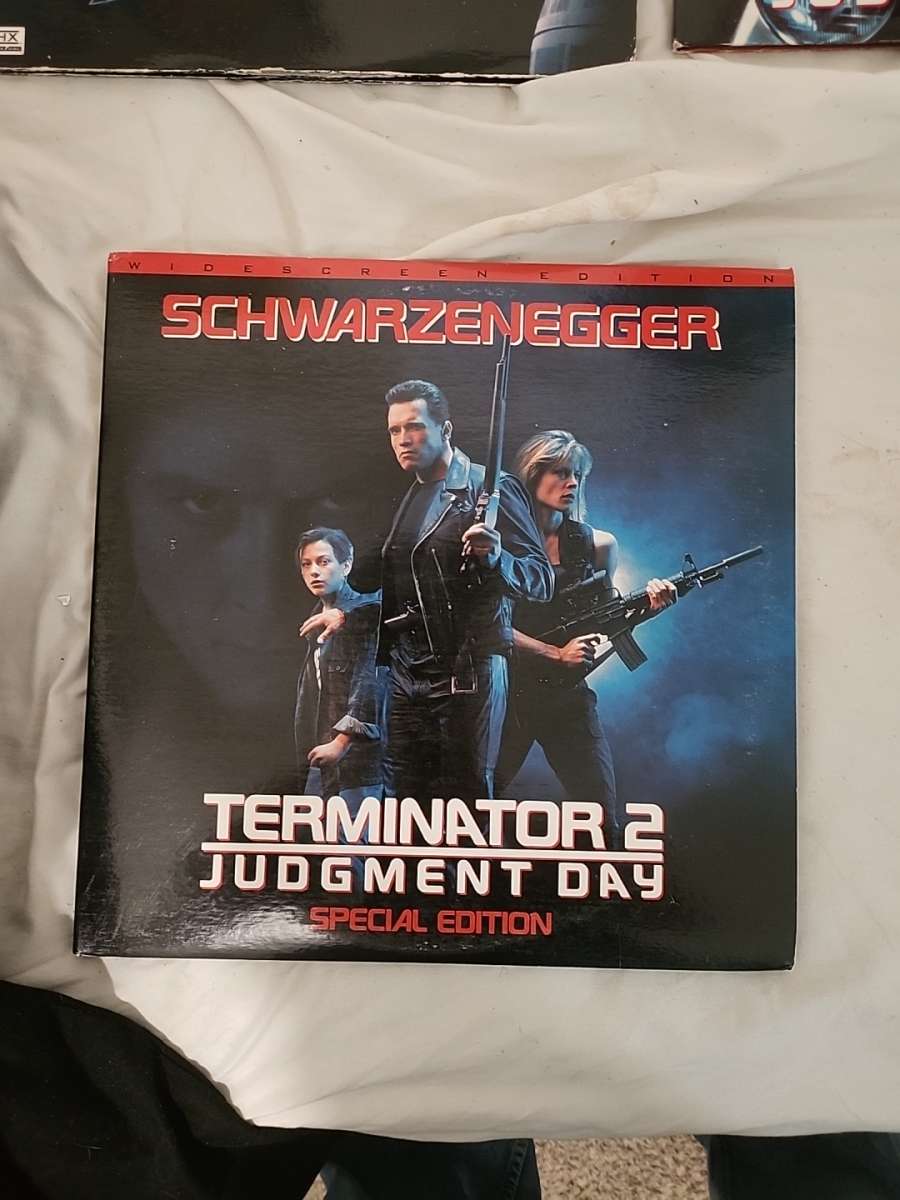 WIDESCREEN EDITION
SCHWARZENEGGER
TERMINATOR 2
JUDGMENT DAY
SPECIAL EDITION